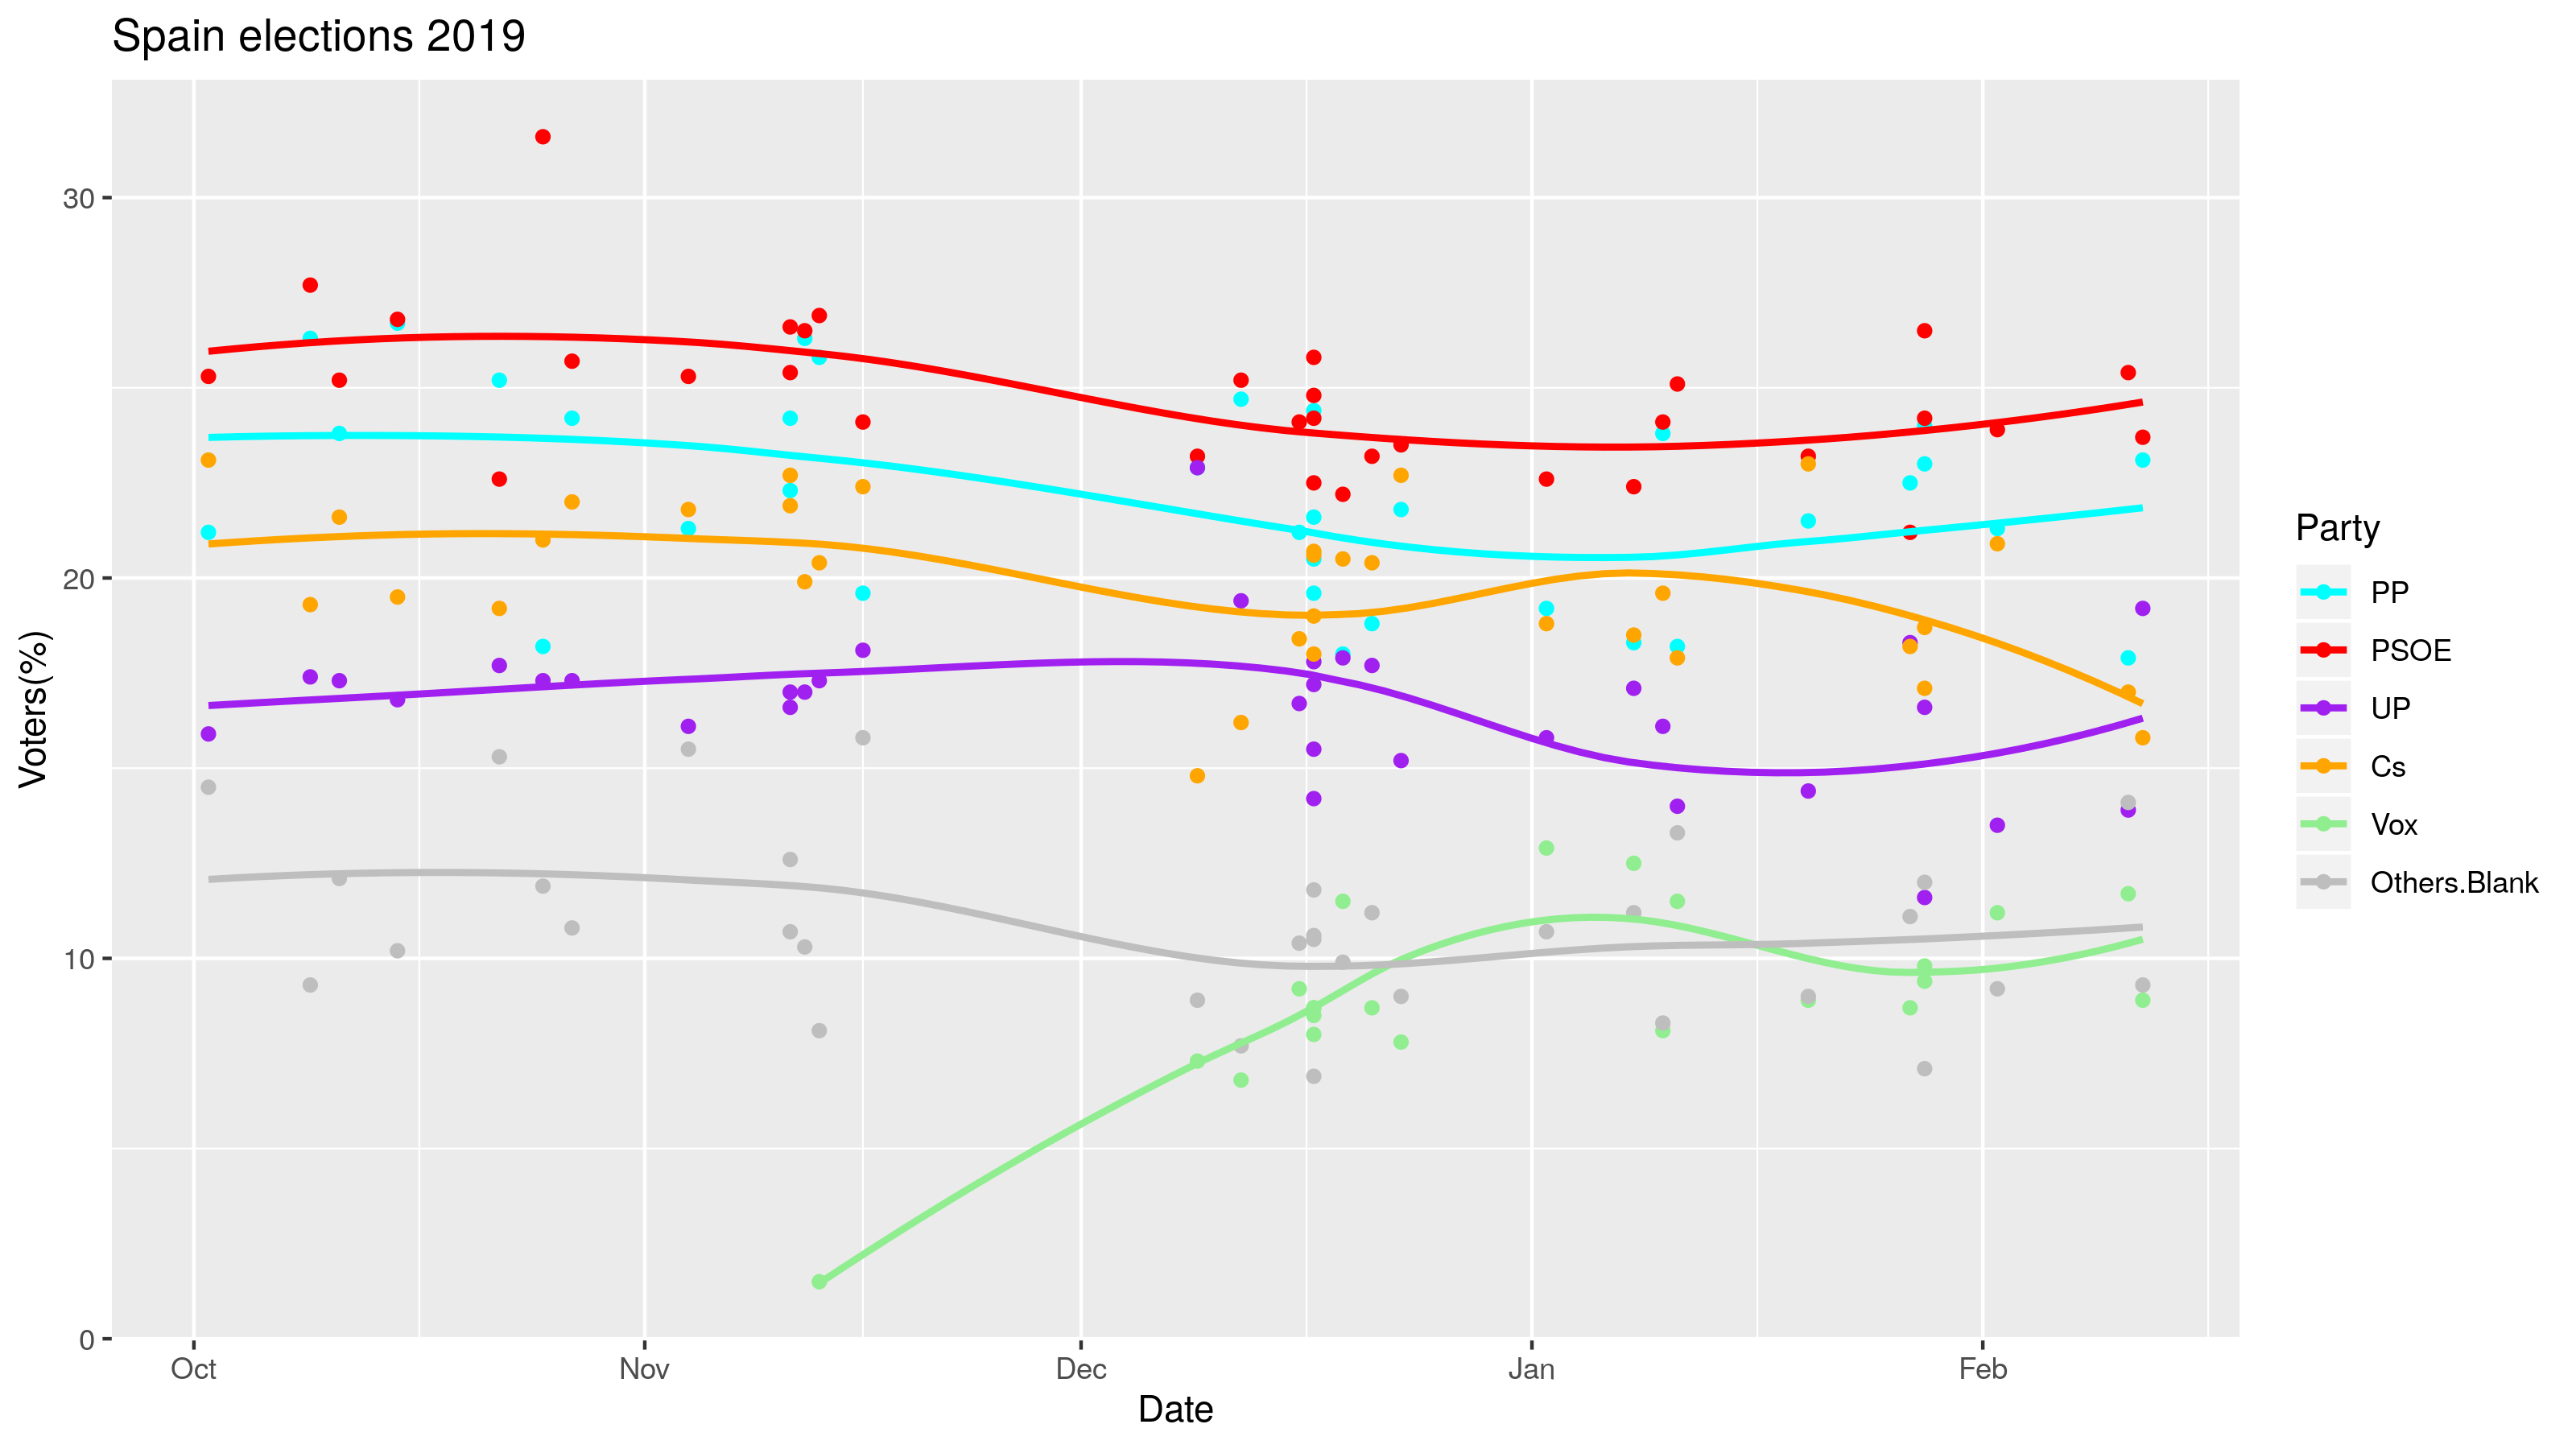 Spain elections 2019
30
20
10
0
Voters(%)
Oct Nov Dec Jan Feb
Date
Party
PP
PSOE
UP
Cs
Vox
Others.Blank